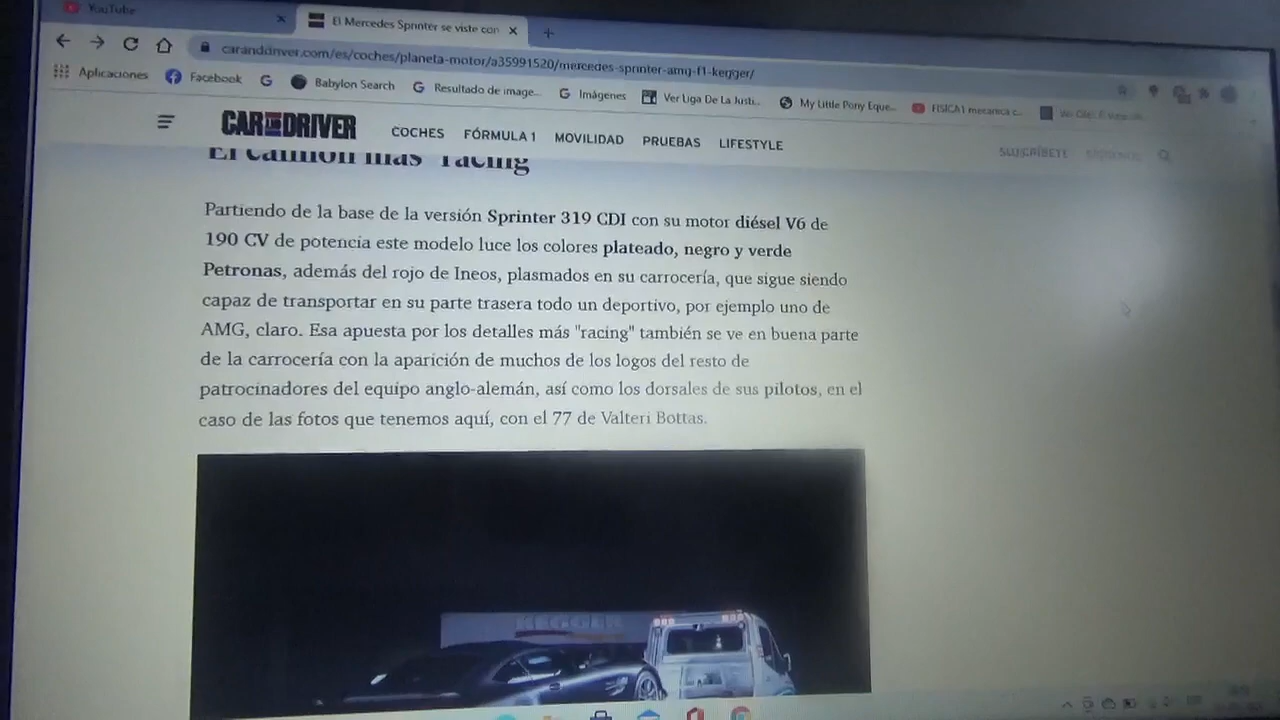 YouTube
El Mercedes Sprinter se viste con
caranddriver.com/es/coches/planeta-motor/a35991520/mercedes-sprinter-amg-f1-kegger/
Aplicaciones Facebook Babylon Search Resultado de image... Imágenes Ver Liga De La Justi... My Little Pony Eque... FISICA1 mecanica c...
CAR AND DRIVER COCHES FÓRMULA 1 MOVILIDAD PRUEBAS LIFESTYLE SUSCRÍBETE
El camión más "racing"
Partiendo de la base de la versión Sprinter 319 CDI con su motor diésel V6 de
190 CV de potencia este modelo luce los colores plateado, negro y verde
Petronas, además del rojo de Ineos, plasmados en su carrocería, que sigue siendo
capaz de transportar en su parte trasera todo un deportivo, por ejemplo uno de
AMG, claro. Esa apuesta por los detalles más "racing" también se ve en buena parte
de la carrocería con la aparición de muchos de los logos del resto de
patrocinadores del equipo anglo-alemán, así como los dorsales de sus pilotos, en el
caso de las fotos que tenemos aquí, con el 77 de Valteri Bottas.
KEGGER